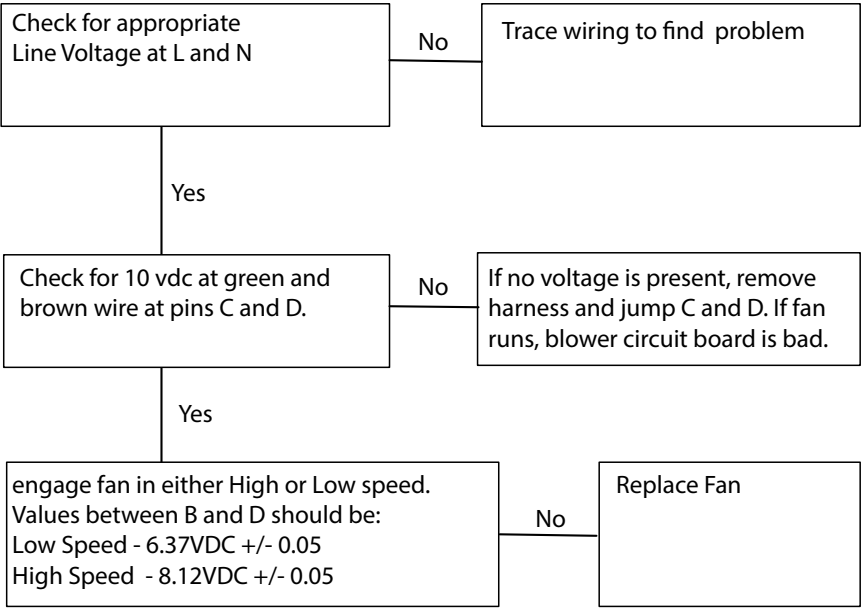 Check for appropriate
Line Voltage at L and N
No
Trace wiring to find problem
Yes
Check for 10 vdc at green and
brown wire at pins C and D.
No
If no voltage is present, remove
harness and jump C and D. If fan
runs, blower circuit board is bad.
Yes
engage fan in either High or Low speed.
Values between B and D should be:
Low Speed - 6.37VDC +/- 0.05
High Speed - 8.12VDC +/- 0.05
No
Replace Fan